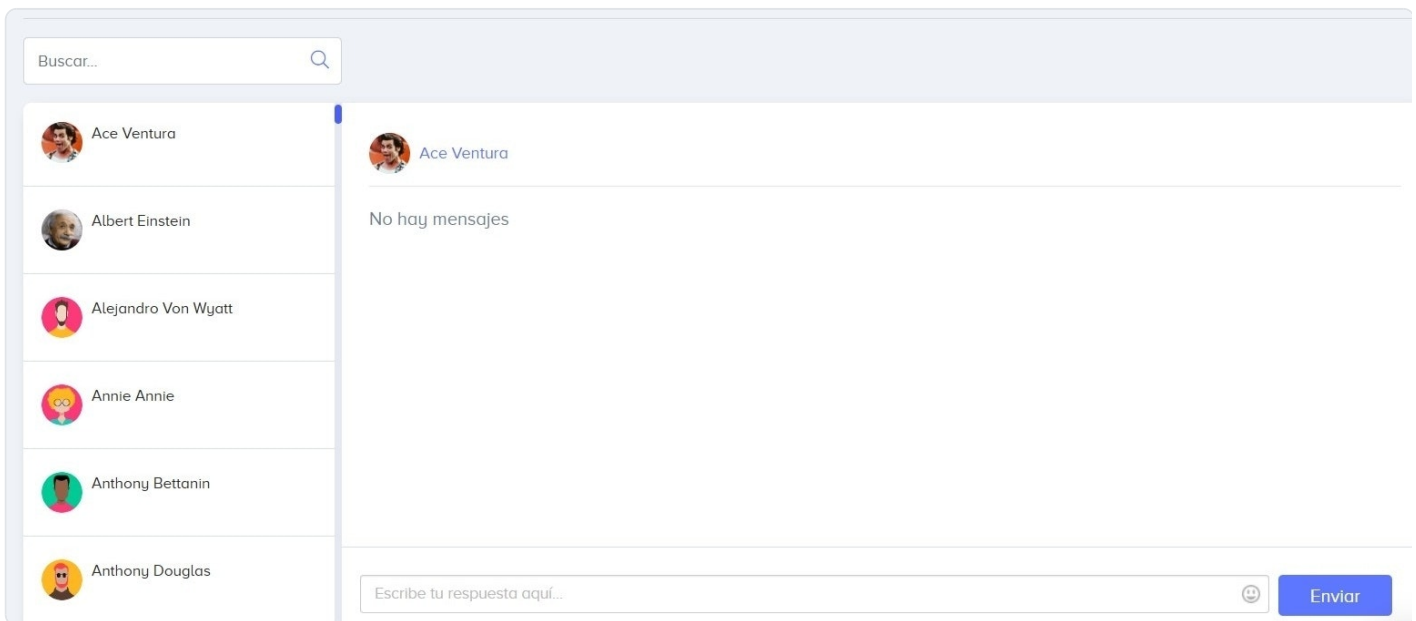 Buscar...
Ace Ventura
Albert Einstein
Alejandro Von Wyatt
Annie Annie
Anthony Bettanin
Anthony Douglas
Ace Ventura
No hay mensajes
Escribe tu respuesta aquí...
Enviar